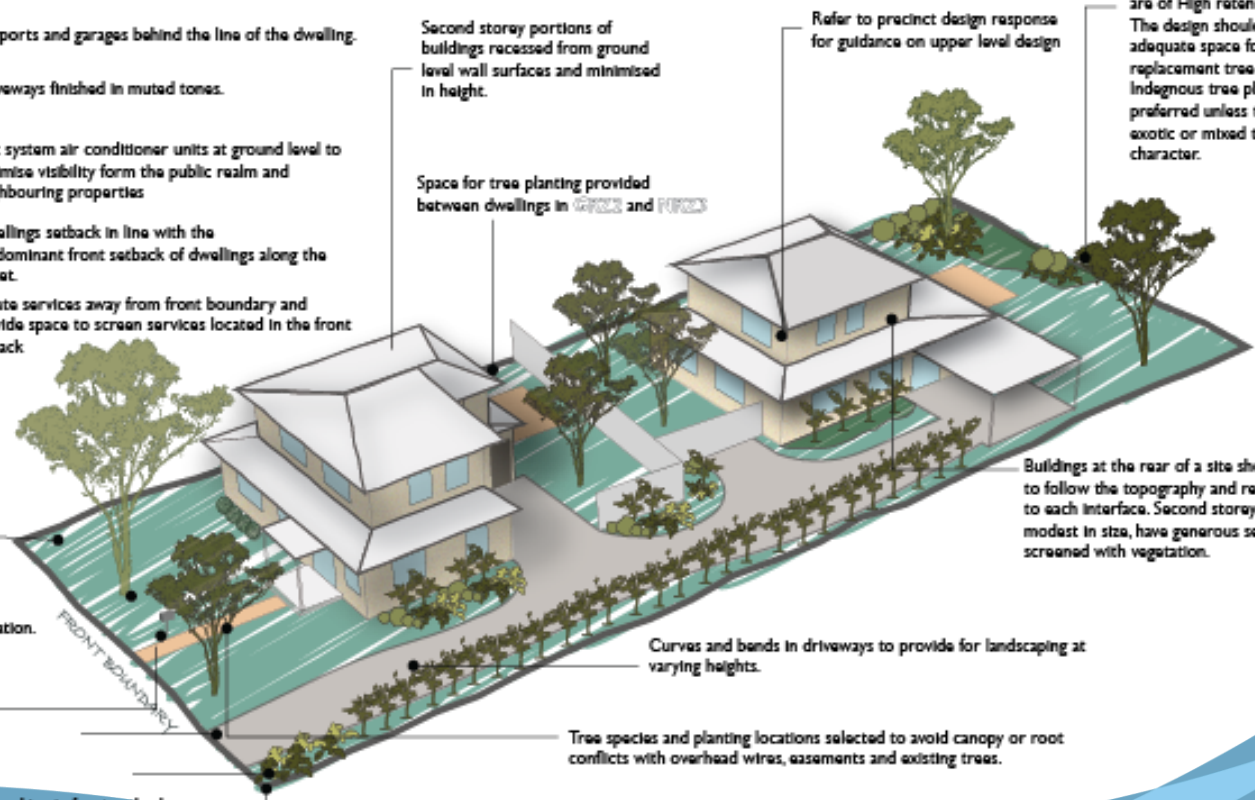 ports and garages behind the line of the dwelling.
eways finished in muted tones.
system air conditioner units at ground level to
mise visibility form the public realm and
hbouring properties
ellings setback in line with the
dominant front setback of dwellings along the
et.
ute services away from front boundary and
vide space to screen services located in the front
ack
Second storey portions of
buildings recessed from ground
level wall surfaces and minimised
in height.
Space for tree planting provided
between dwellings in GRZ2 and NRZ3
Refer to precinct design response
for guidance on upper level design
are of High reten
The design shoul
adequate space fo
replacement tree
Indegnous tree pl
preferred unless t
exotic or mixed t
character.
Buildings at the rear of a site sho
to follow the topography and re
to each interface. Second storey
modest in size, have generous se
screened with vegetation.
ation.
FRONT BOUNDARY
Curves and bends in driveways to provide for landscaping at
varying heights.
Tree species and planting locations selected to avoid canopy or root
conflicts with overhead wires, easements and existing trees.